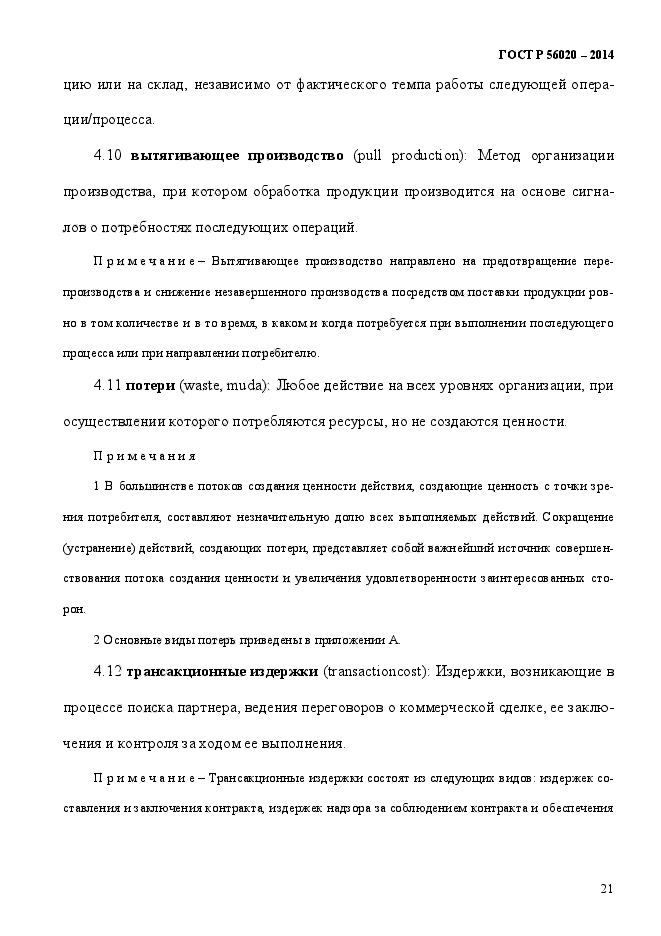 ГОСТ Р 56020 – 2014
цию или на склад, независимо от фактического темпа работы следующей опера-
ции/процесса.
4.10 вытягивающее производство (pull production): Метод организации
производства, при котором обработка продукции производится на основе сигна-
лов о потребностях последующих операций.
П р и м е ч а н и е – Вытягивающее производство направлено на предотвращение пере-
производства и снижение незавершенного производства посредством поставки продукции ров-
но в том количестве и в то время, в каком и когда потребуется при выполнении последующего
процесса или при направлении потребителю.
4.11 потери (waste, muda): Любое действие на всех уровнях организации, при
осуществлении которого потребляются ресурсы, но не создаются ценности.
П р и м е ч а н и я
1 В большинстве потоков создания ценности действия, создающие ценность с точки зре-
ния потребителя, составляют незначительную долю всех выполняемых действий. Сокращение
(устранение) действий, создающих потери, представляет собой важнейший источник совершен-
ствования потока создания ценности и увеличения удовлетворенности заинтересованных сто-
рон.
2 Основные виды потерь приведены в приложении А.
4.12 трансакционные издержки (transactioncost): Издержки, возникающие в
процессе поиска партнера, ведения переговоров о коммерческой сделке, ее заклю-
чения и контроля за ходом ее выполнения.
П р и м е ч а н и е – Трансакционные издержки состоят из следующих видов: издержек со-
ставления и заключения контракта, издержек надзора за соблюдением контракта и обеспечения
21